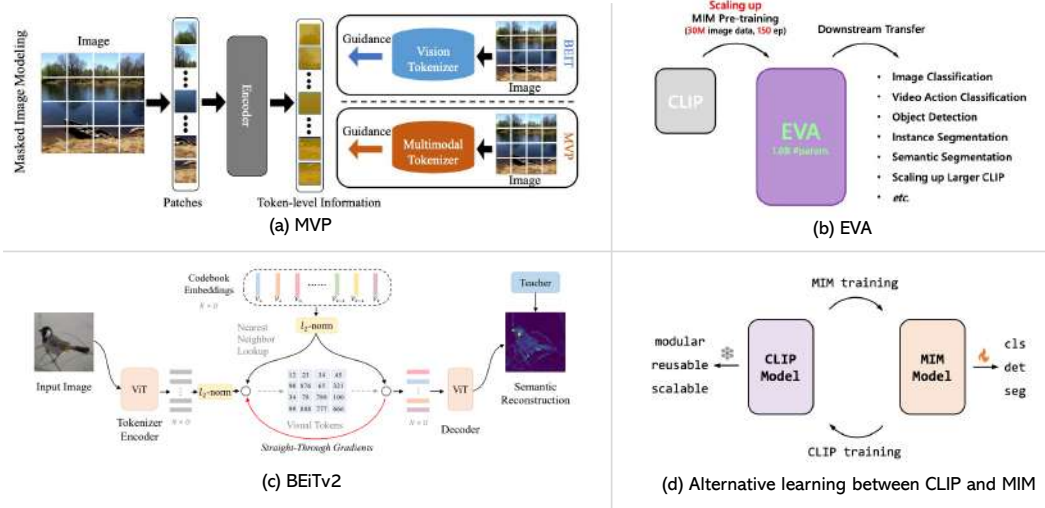 Masked Image Modeling
Image
Patches
Encoder
Token-level Information
Guidance
Vision
Tokenizer
Image
BEIT
Guidance
Multimodal
Tokenizer
Image
MVP
(a) MVP
Scaling up
MIM Pre-training
(30M image data, 150 ep)
Downstream Transfer
CLIP
EVA
1.0B #param.
• Image Classification
• Video Action Classification
• Object Detection
• Instance Segmentation
• Semantic Segmentation
• Scaling up Larger CLIP
• etc.
(b) EVA
Codebook
Embeddings
l₂-norm
Nearest
Neighbor
Lookup
Input Image
ViT
Tokenizer
Encoder
l₂-norm
Visual Tokens
Straight-Through Gradients
ViT
Decoder
Teacher
Semantic
Reconstruction
(c) BEiTv2
MIM training
modular
reusable
scalable
CLIP
Model
MIM
Model
cls
det
seg
CLIP training
(d) Alternative learning between CLIP and MIM